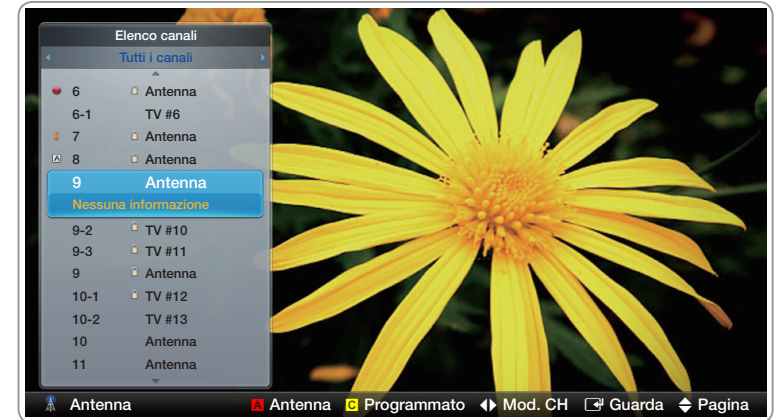 Elenco canali
Tutti i canali
6 Antenna
6-1 TV #6
7 Antenna
A 8 Antenna
9 Antenna
Nessuna informazione
9-2 TV #10
9-3 TV #11
9 Antenna
10-1 TV #12
10-2 TV #13
10 Antenna
11 Antenna
Antenna A Antenna C Programmato Mod. CH Guarda Pagina